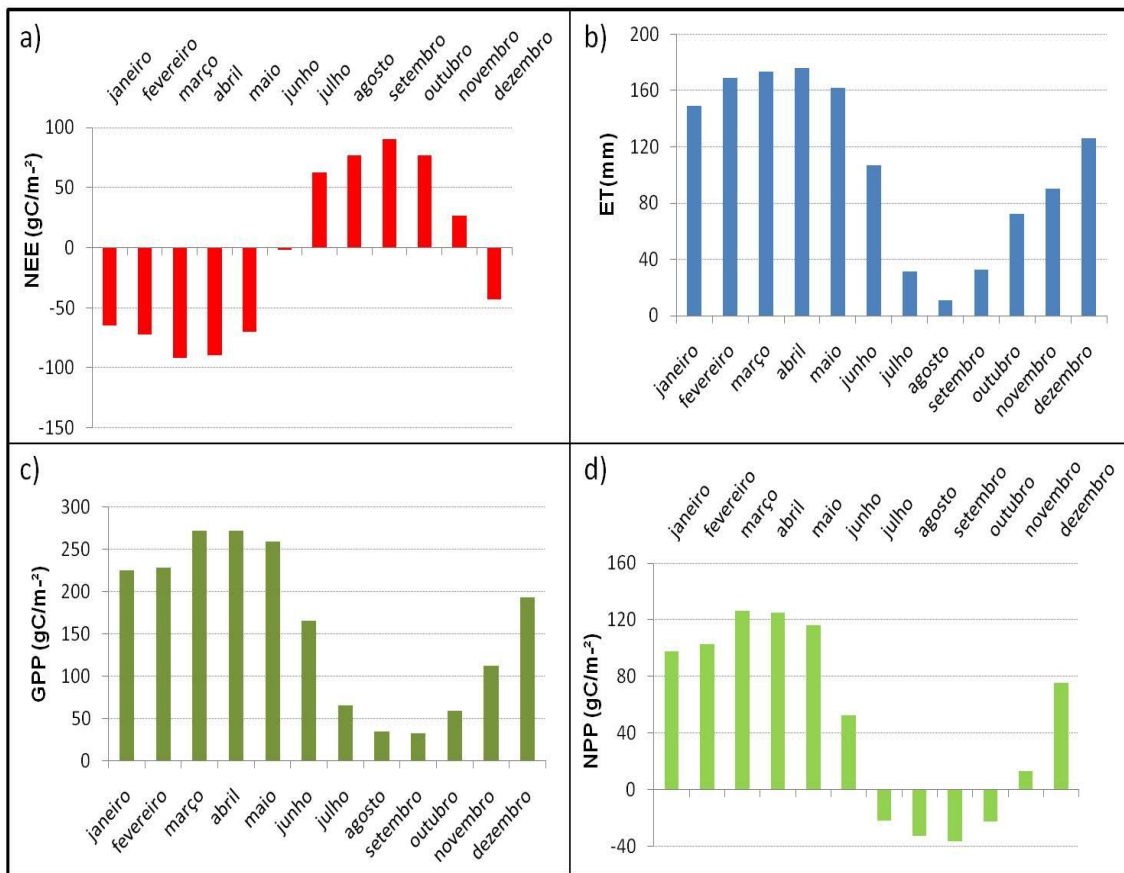 a)
janeiro
fevereiro
março
abril
maio
junho
julho
agosto
setembro
outubro
novembro
dezembro
100
50
0
-50
-100
-150
NEE (gC/m-²)
b)
200
160
120
80
40
0
ET(mm)
janeiro
fevereiro
março
abril
maio
junho
julho
agosto
setembro
outubro
novembro
dezembro
c)
300
250
200
150
100
50
0
GPP (gC/m-²)
janeiro
fevereiro
março
abril
maio
junho
julho
agosto
setembro
outubro
novembro
dezembro
d)
janeiro
fevereiro
março
abril
maio
junho
julho
agosto
setembro
outubro
novembro
dezembro
160
120
80
40
0
-40
NPP (gC/m-²)